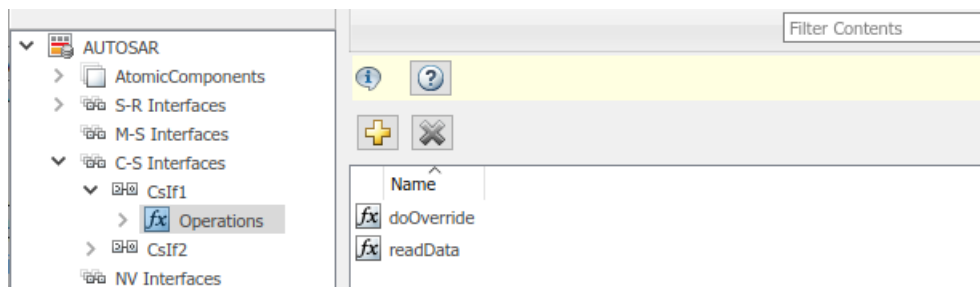 Filter Contents
AUTOSAR
AtomicComponents
S-R Interfaces
M-S Interfaces
C-S Interfaces
CsIf1
fx Operations
CsIf2
NV Interfaces
Name
fx doOverride
fx readData